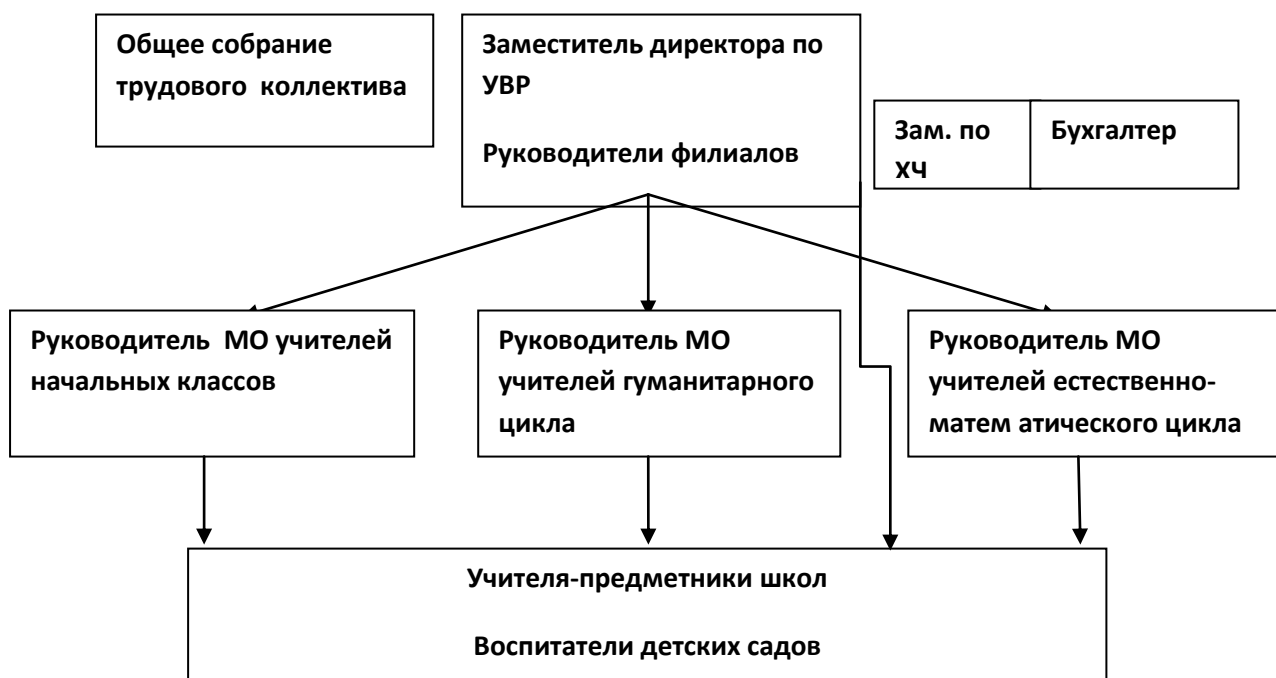 Общее собрание
трудового коллектива
Заместитель директора по
УВР
Руководители филиалов
Зам. по
ХЧ
Бухгалтер
Руководитель МО учителей
начальных классов
Руководитель МО
учителей гуманитарного
цикла
Руководитель МО
учителей естественно-
матем атического цикла
Учителя-предметники школ
Воспитатели детских садов